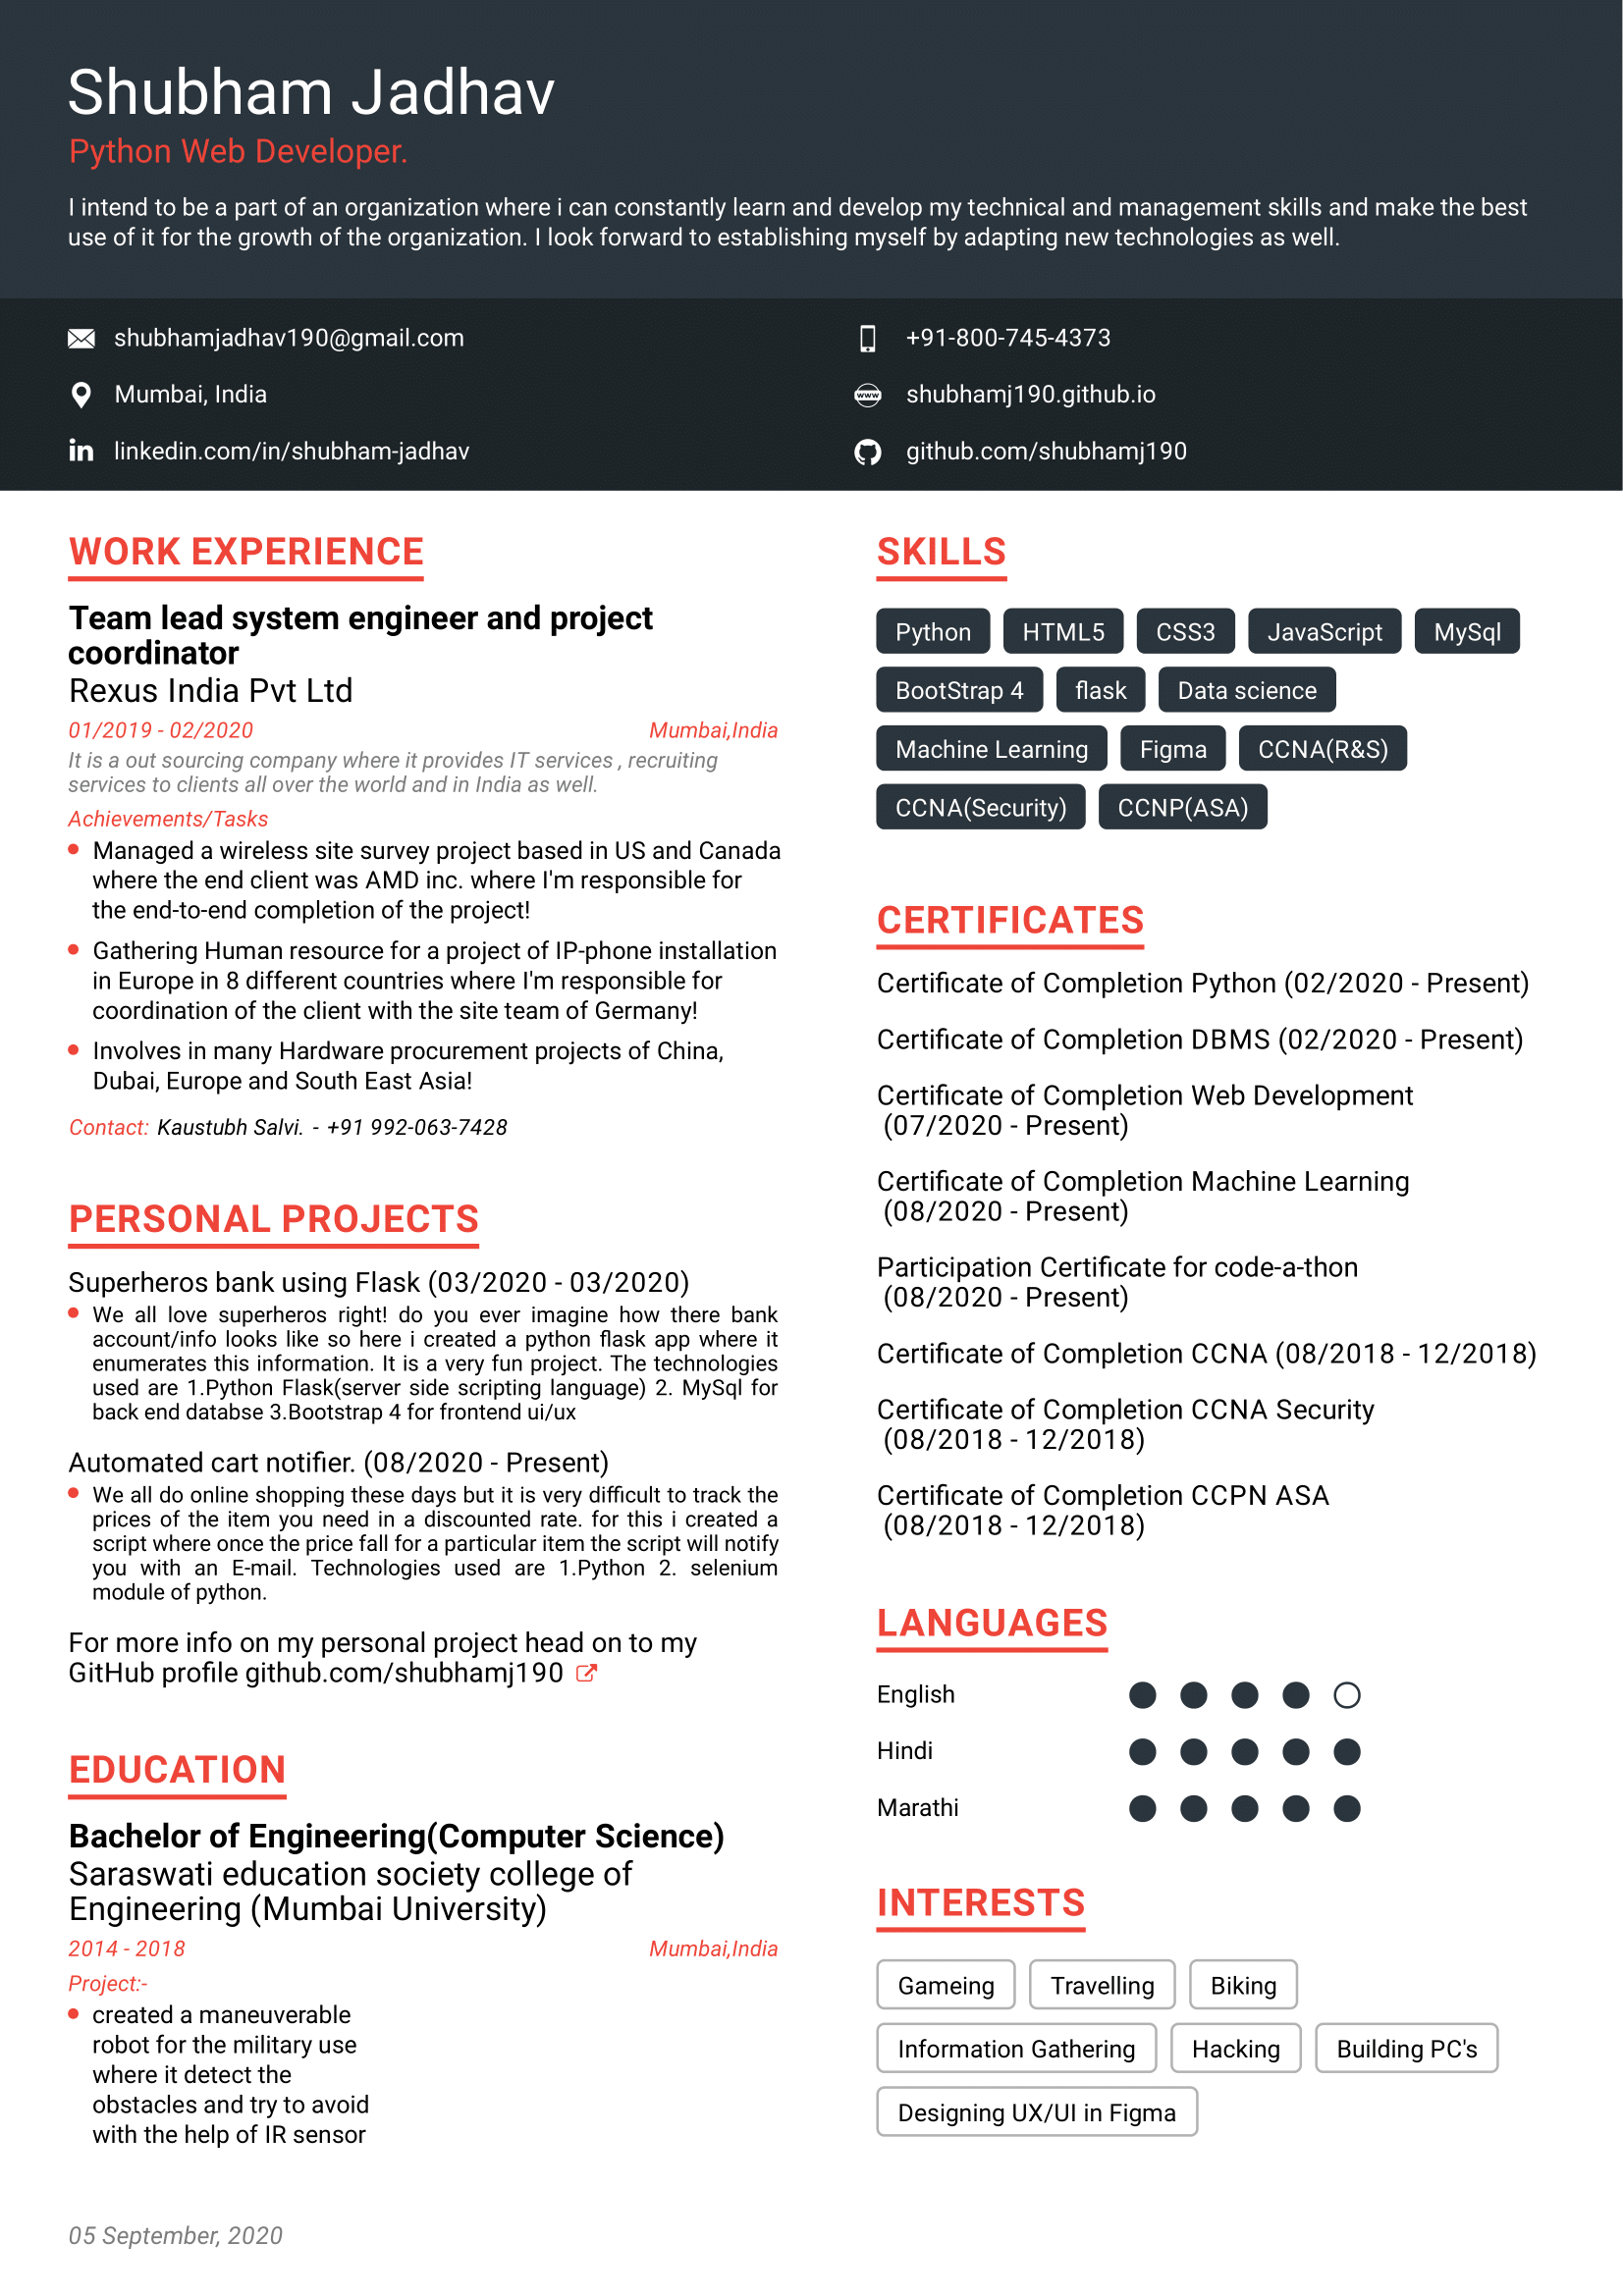 Shubham Jadhav
Python Web Developer.
I intend to be a part of an organization where i can constantly learn and develop my technical and management skills and make the best
use of it for the growth of the organization. I look forward to establishing myself by adapting new technologies as well.
shubhamjadhav190@gmail.com
+91-800-745-4373
Mumbai, India
shubhamj190.github.io
linkedin.com/in/shubham-jadhav
github.com/shubhamj190
WORK EXPERIENCE
Team lead system engineer and project
coordinator
Rexus India Pvt Ltd
01/2019 - 02/2020 Mumbai,India
It is a out sourcing company where it provides IT services , recruiting
services to clients all over the world and in India as well.
Achievements/Tasks
Managed a wireless site survey project based in US and Canada
where the end client was AMD inc. where I'm responsible for
the end-to-end completion of the project!
Gathering Human resource for a project of IP-phone installation
in Europe in 8 different countries where I'm responsible for
coordination of the client with the site team of Germany!
Involves in many Hardware procurement projects of China,
Dubai, Europe and South East Asia!
Contact: Kaustubh Salvi. - +91 992-063-7428
PERSONAL PROJECTS
Superheros bank using Flask (03/2020 - 03/2020)
We all love superheros right! do you ever imagine how there bank
account/info looks like so here i created a python flask app where it
enumerates this information. It is a very fun project. The technologies
used are 1.Python Flask(server side scripting language) 2. MySql for
back end databse 3.Bootstrap 4 for frontend ui/ux
Automated cart notifier. (08/2020 - Present)
We all do online shopping these days but it is very difficult to track the
prices of the item you need in a discounted rate. for this i created a
script where once the price fall for a particular item the script will notify
you with an E-mail. Technologies used are 1.Python 2. selenium
module of python.
For more info on my personal project head on to my
GitHub profile github.com/shubhamj190
EDUCATION
Bachelor of Engineering(Computer Science)
Saraswati education society college of
Engineering (Mumbai University)
2014 - 2018 Mumbai,India
Project:-
created a maneuverable
robot for the military use
where it detect the
obstacles and try to avoid
with the help of IR sensor
SKILLS
Python HTML5 CSS3 JavaScript MySql
BootStrap 4 flask Data science
Machine Learning Figma CCNA(R&S)
CCNA(Security) CCNP(ASA)
CERTIFICATES
Certificate of Completion Python (02/2020 - Present)
Certificate of Completion DBMS (02/2020 - Present)
Certificate of Completion Web Development
(07/2020 - Present)
Certificate of Completion Machine Learning
(08/2020 - Present)
Participation Certificate for code-a-thon
(08/2020 - Present)
Certificate of Completion CCNA (08/2018 - 12/2018)
Certificate of Completion CCNA Security
(08/2018 - 12/2018)
Certificate of Completion CCPN ASA
(08/2018 - 12/2018)
LANGUAGES
English
Hindi
Marathi
INTERESTS
Gameing Travelling Biking
Information Gathering Hacking Building PC's
Designing UX/UI in Figma
05 September, 2020